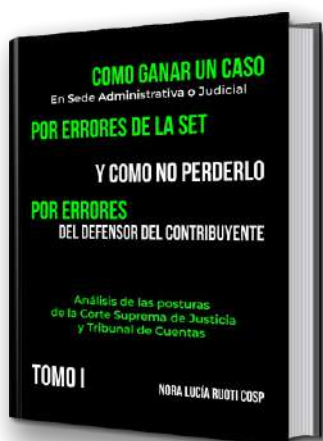 COMO GANAR UN CASO
En Sede Administrativa o Judicial
POR ERRORES DE LA SET
Y COMO NO PERDERLO
POR ERRORES
DEL DEFENSOR DEL CONTRIBUYENTE
Análisis de las posturas
de la Corte Suprema de Justicia
y Tribunal de Cuentas
TOMO I
NORA LUCÍA RUOTI COSP